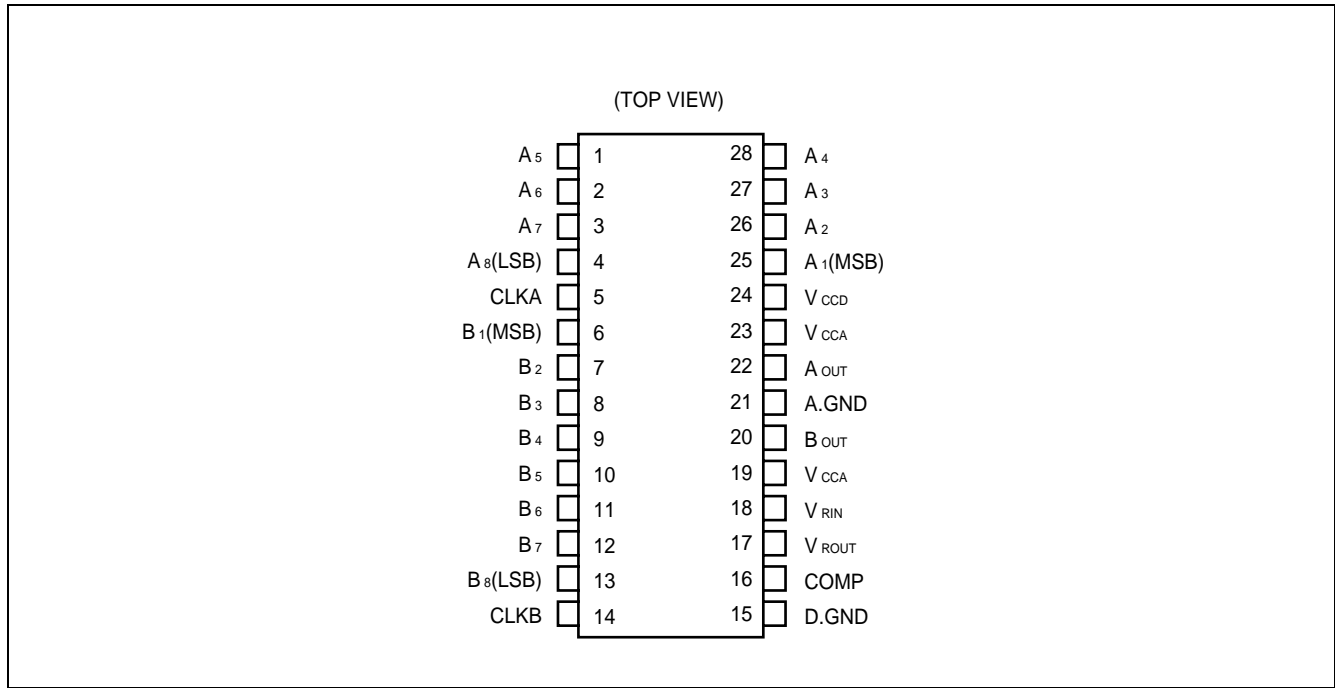 (TOP VIEW)
A5 1 28 A4
A6 2 27 A3
A7 3 26 A2
A8(LSB) 4 25 A1(MSB)
CLKA 5 24 VCCD
B1(MSB) 6 23 VCCA
B2 7 22 AOUT
B3 8 21 A.GND
B4 9 20 BOUT
B5 10 19 VCCA
B6 11 18 VRIN
B7 12 17 VROUT
B8(LSB) 13 16 COMP
CLKB 14 15 D.GND